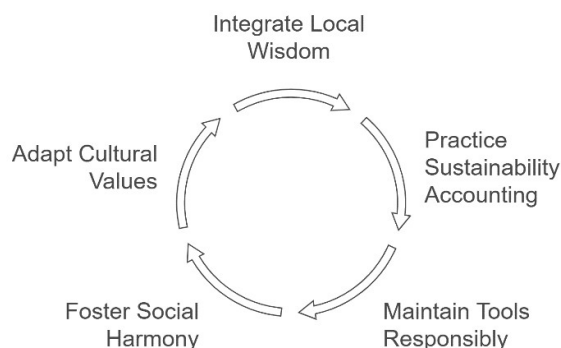 Integrate Local
Wisdom
Practice
Sustainability
Accounting
Maintain Tools
Responsibly
Foster Social
Harmony
Adapt Cultural
Values